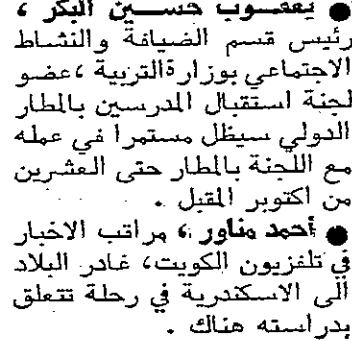 ● يعقوب حسين البكر ،
رئيس قسم الضيافة والنشاط
الاجتماعي بوزارة التربية ،عضو
لجنة استقبال المدرسين بالمطار
الدولي سيظل مستمرا في عمله
مع اللجنة بالمطار حتى العشرين
من اكتوبر المقبل .
● أحمد مناور ، مراتب الاخبار
في تلفزيون الكويت، غادر البلاد
الى الاسكندرية في رحلة تتعلق
بدراسته هناك .